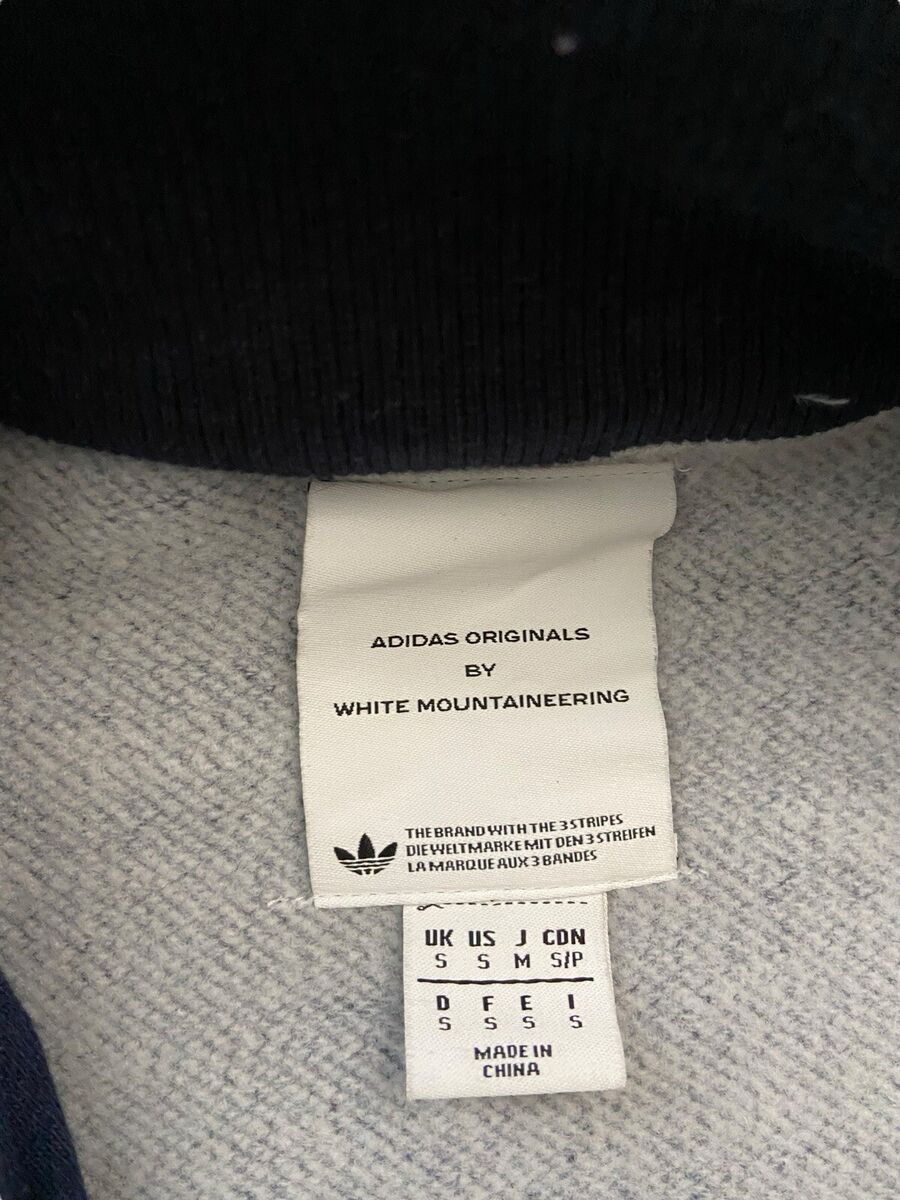 ADIDAS ORIGINALS
BY
WHITE MOUNTAINEERING
THE BRAND WITH THE 3 STRIPES
DIE WELTMARKE MIT DEN 3 STREIFEN
LA MARQUE AUX 3 BANDES
UK US J CDN
S S M S/P
D F E I
S S S S
MADE IN
CHINA